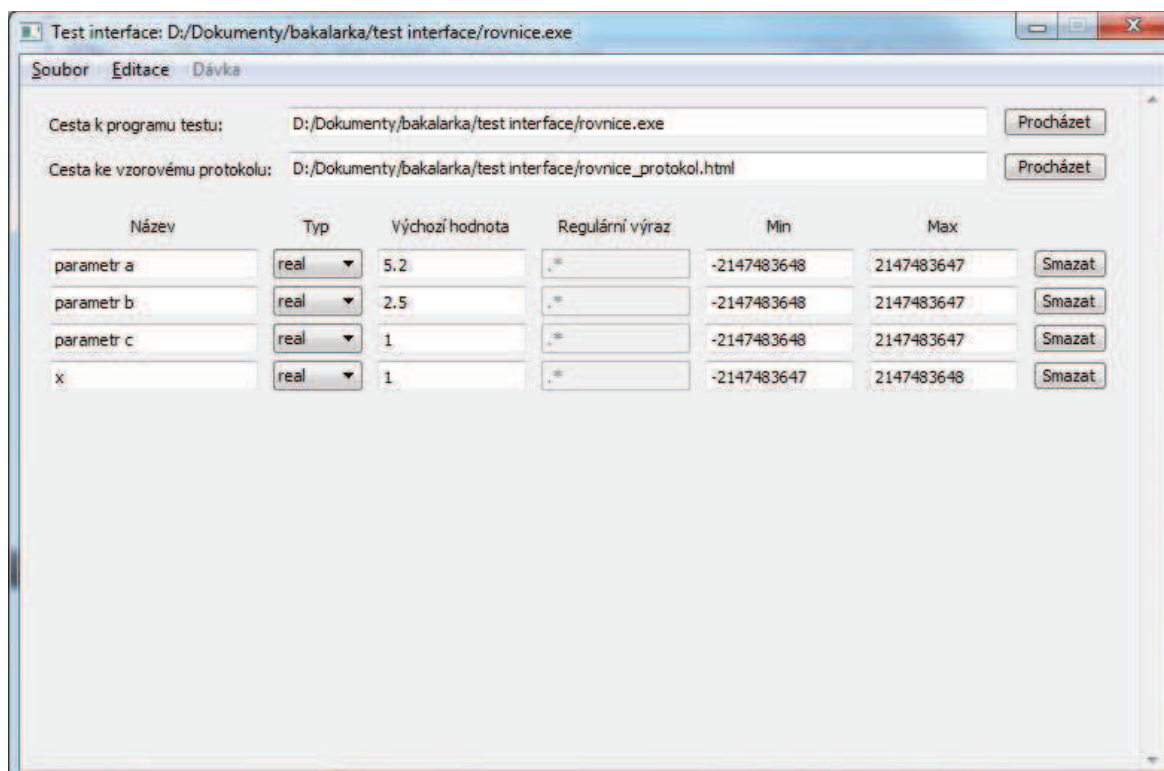 Test interface: D:/Dokumenty/bakalarka/test interface/rovnice.exe
Soubor Editace Dávka
Cesta k programu testu: D:/Dokumenty/bakalarka/test interface/rovnice.exe Procházet
Cesta ke vzorovému protokolu: D:/Dokumenty/bakalarka/test interface/rovnice_protokol.html Procházet
Název Typ Výchozí hodnota Regulární výraz Min Max
parametr a real 5.2 .* -2147483648 2147483647 Smazat
parametr b real 2.5 .* -2147483648 2147483647 Smazat
parametr c real 1 .* -2147483648 2147483647 Smazat
x real 1 .* -2147483647 2147483648 Smazat